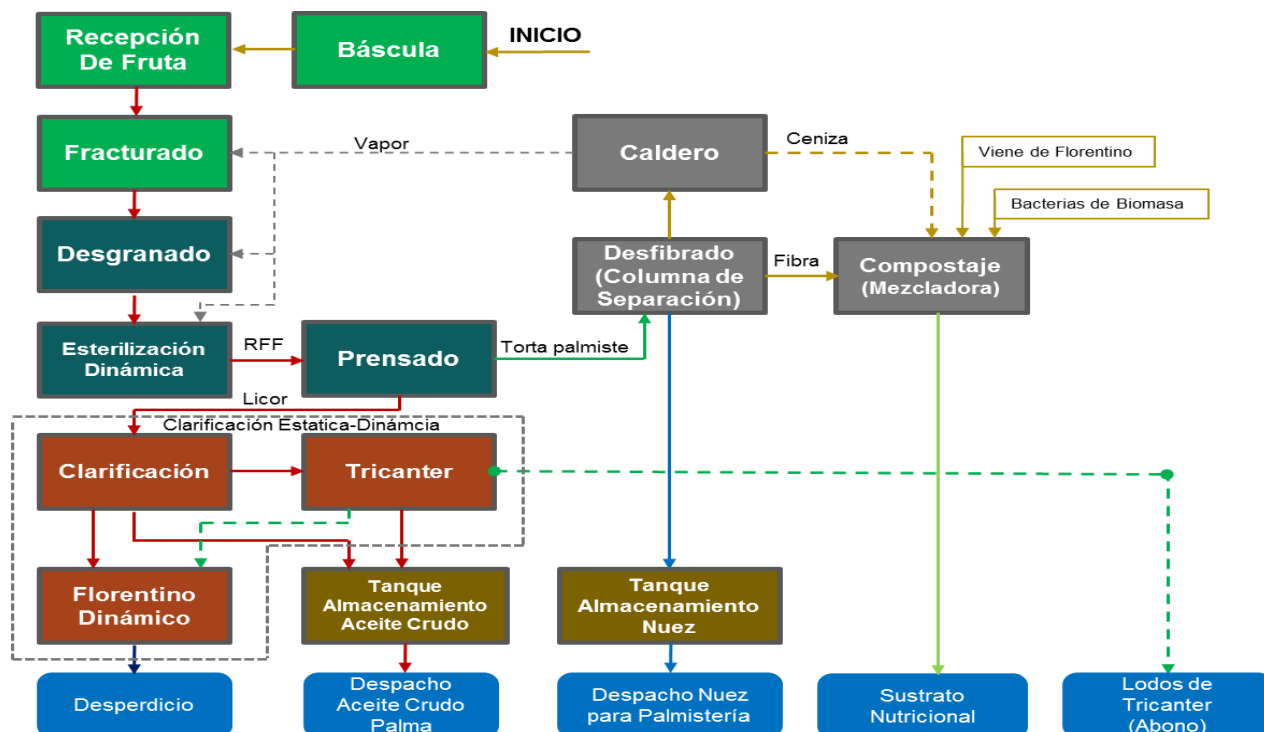 INICIO
Báscula
Recepción
De Fruta
Fracturado
Vapor
Caldero
Ceniza
Viene de Florentino
Bacterias de Biomasa
Desgranado
Desfibrado
(Columna de
Separación)
Fibra
Compostaje
(Mezcladora)
Esterilización
Dinámica
RFF
Prensado
Torta palmiste
Licor
Clarificación Estatica-Dinámcia
Clarificación
Tricanter
Florentino
Dinámico
Tanque
Almacenamiento
Aceite Crudo
Tanque
Almacenamiento
Nuez
Desperdicio
Despacho
Aceite Crudo
Palma
Despacho Nuez
para Palmistería
Sustrato
Nutricional
Lodos de
Tricanter
(Abono)